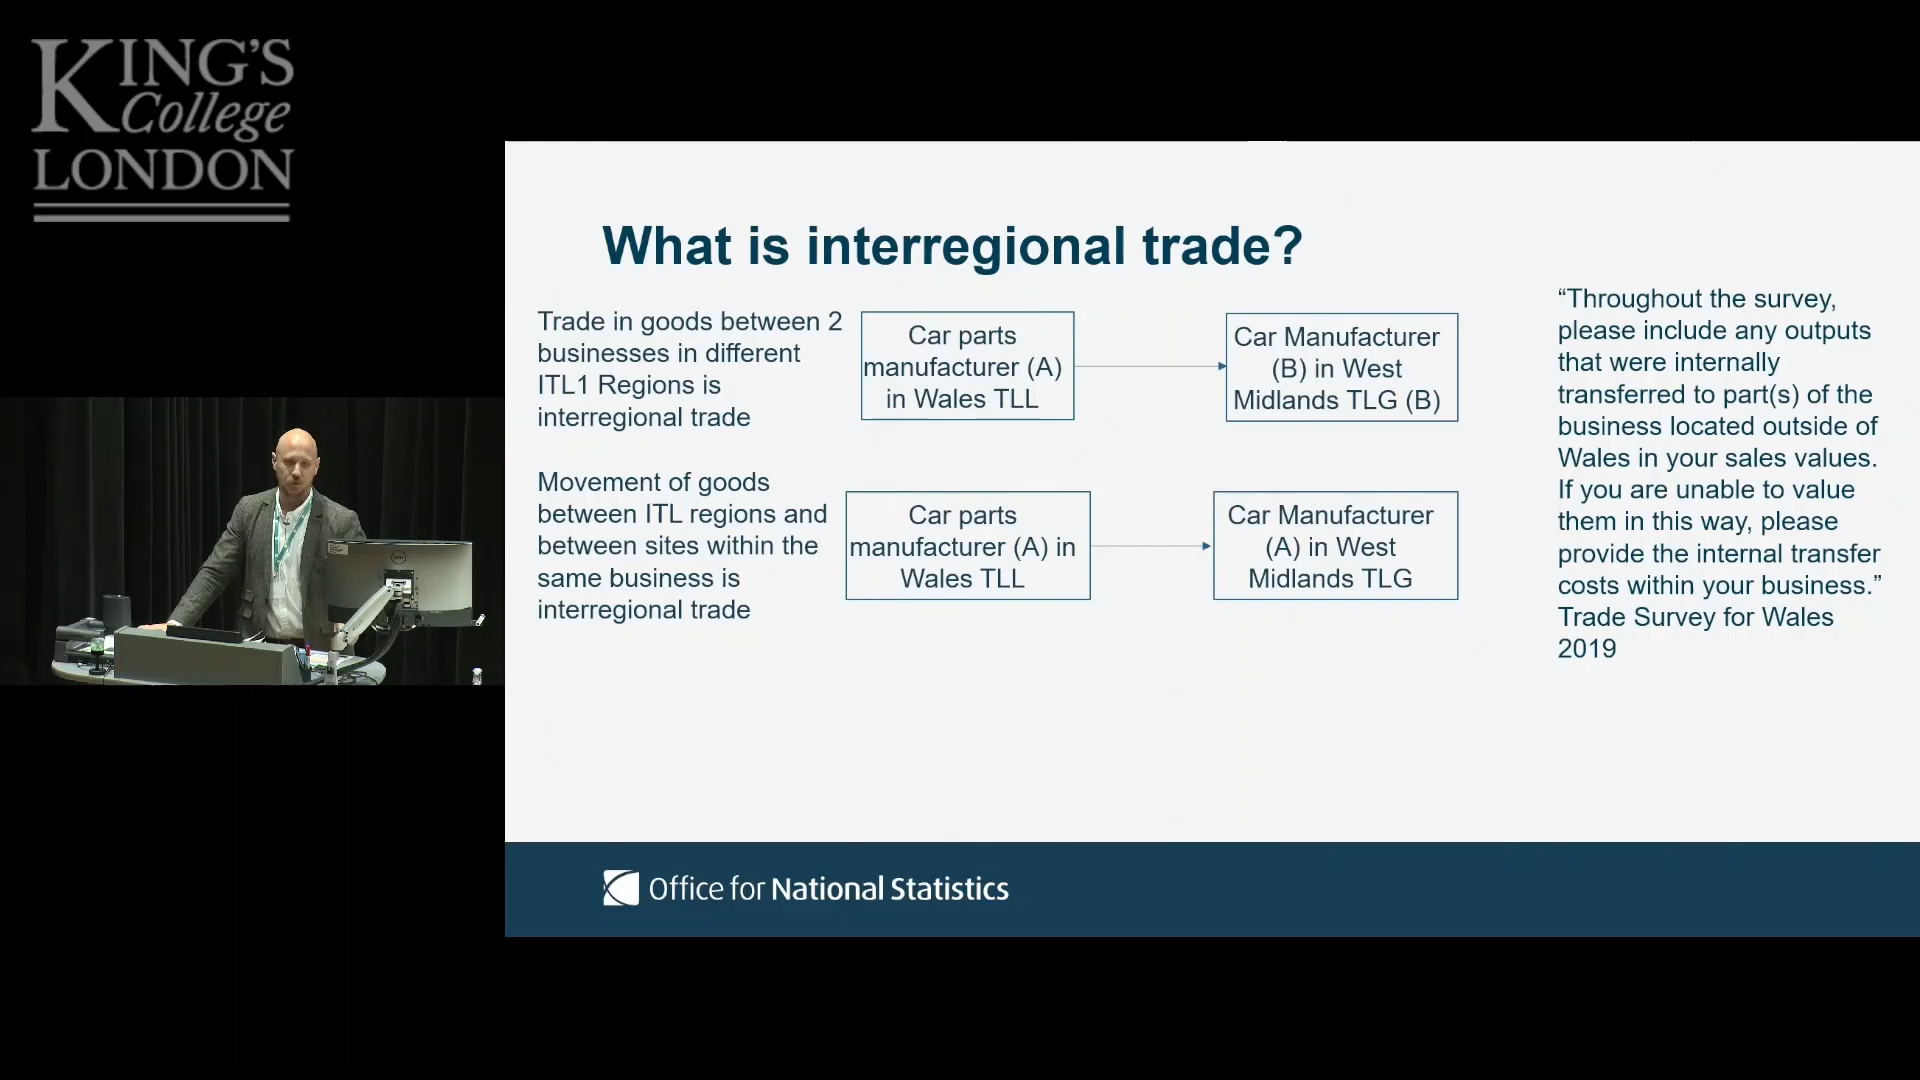 KING'S
College
LONDON
What is interregional trade?
Trade in goods between 2
businesses in different
ITL1 Regions is
interregional trade
Car parts
manufacturer (A)
in Wales TLL
Car Manufacturer
(B) in West
Midlands TLG (B)
Movement of goods
between ITL regions and
between sites within the
same business is
interregional trade
Car parts
manufacturer (A) in
Wales TLL
Car Manufacturer
(A) in West
Midlands TLG
“Throughout the survey,
please include any outputs
that were internally
transferred to part(s) of the
business located outside of
Wales in your sales values.
If you are unable to value
them in this way, please
provide the internal transfer
costs within your business.”
Trade Survey for Wales
2019
Office for National Statistics